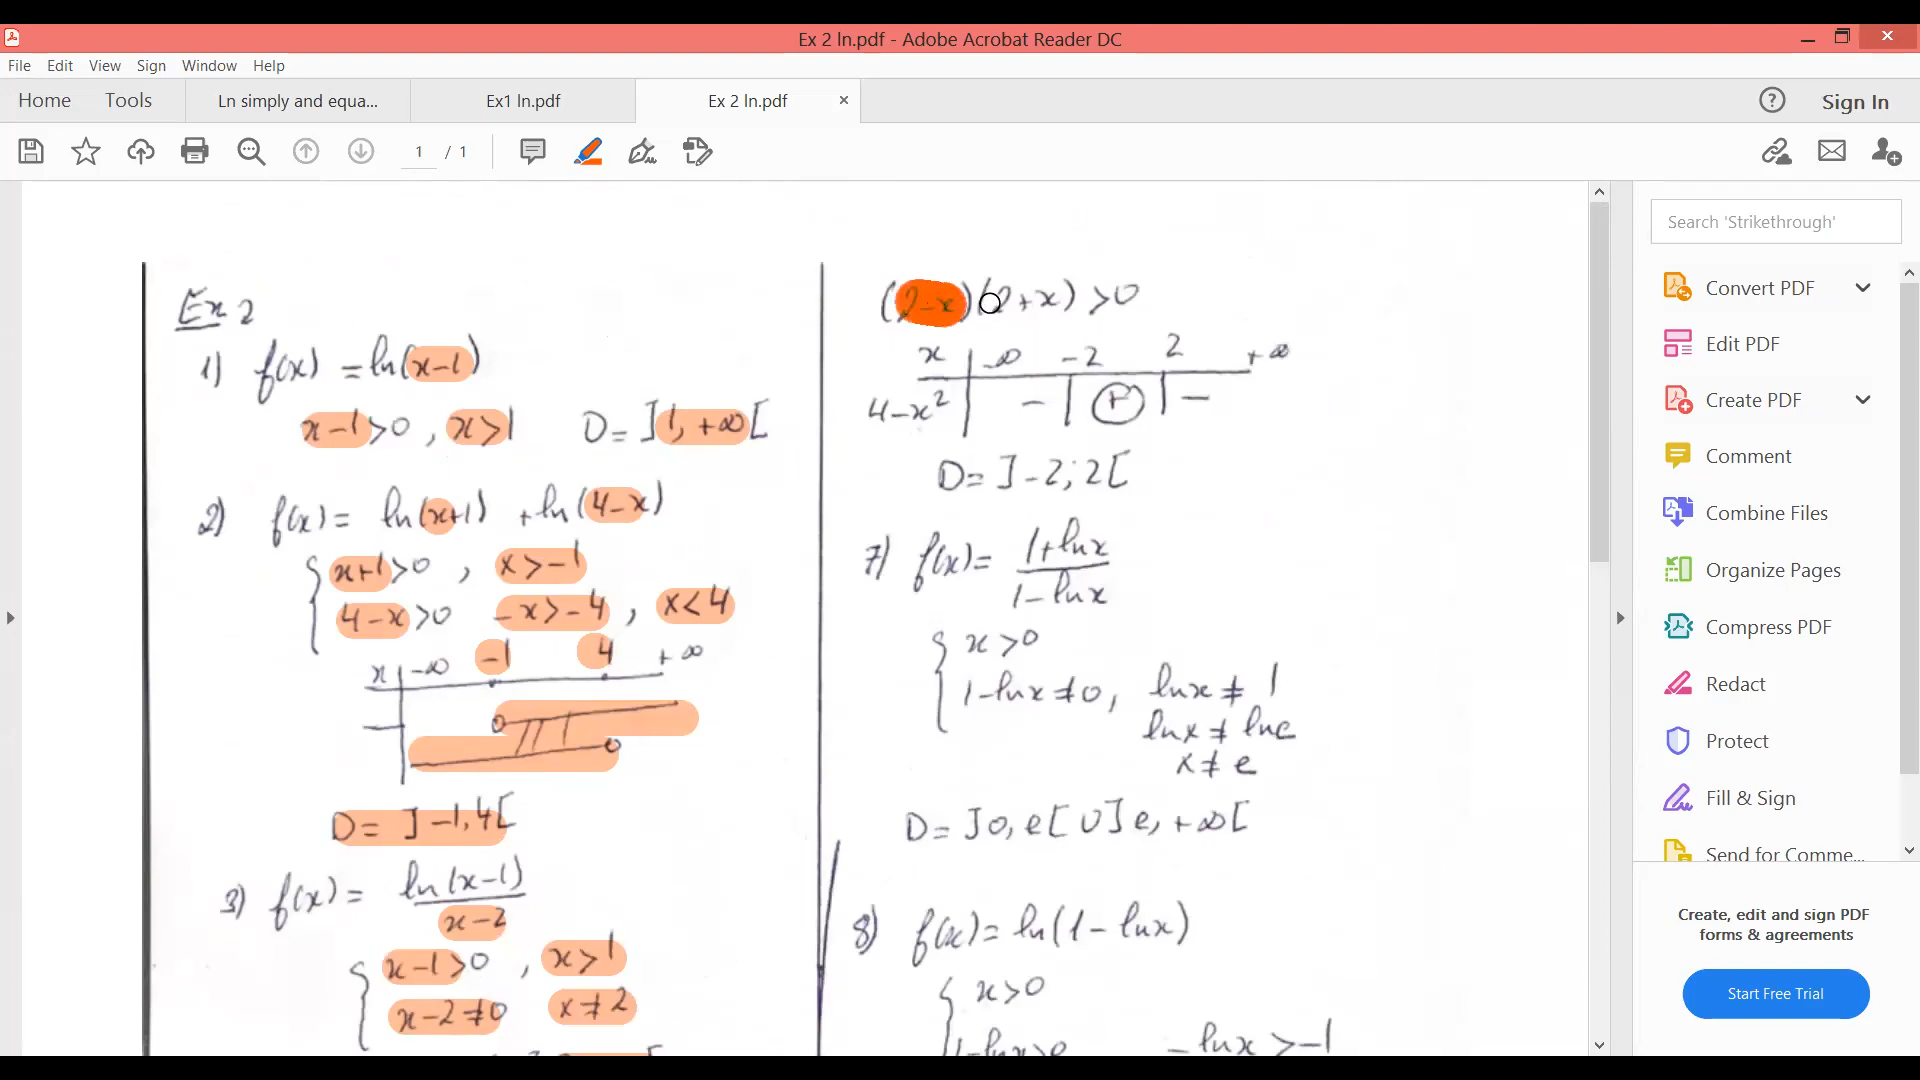 Ex 2 ln.pdf - Adobe Acrobat Reader DC
File Edit View Sign Window Help
Home Tools Ln simply and equa... Ex1 ln.pdf Ex 2 ln.pdf × Sign In
1 / 1
Search 'Strikethrough'
Convert PDF
Edit PDF
Create PDF
Comment
Combine Files
Organize Pages
Compress PDF
Redact
Protect
Fill & Sign
Send for Comme...
Create, edit and sign PDF
forms & agreements
Start Free Trial
Ex 2
1) f(x) = ln(x-1)
x-1>0 , x>1 D= ]1, +∞[
2) f(x) = ln(x+1) + ln(4-x)
x+1>0 , x>-1
4-x>0 -x>-4 , x<4
x -∞ -1 4 +∞
D= ]-1,4[
3) f(x) = ln(x-1)
x-2
x-1>0 , x>1
x-2≠0 x≠2
(2-x)(2+x) >0
x -∞ -2 2 +∞
4-x² - + -
D= ]-2;2[
7) f(x) = 1+lnx
1-lnx
x>0
1-lnx≠0, lnx≠1
lnx≠lne
x≠e
D= ]0,e[ U ]e,+∞[
8) f(x) = ln(1-lnx)
x>0
1-lnx>0 -lnx>-1